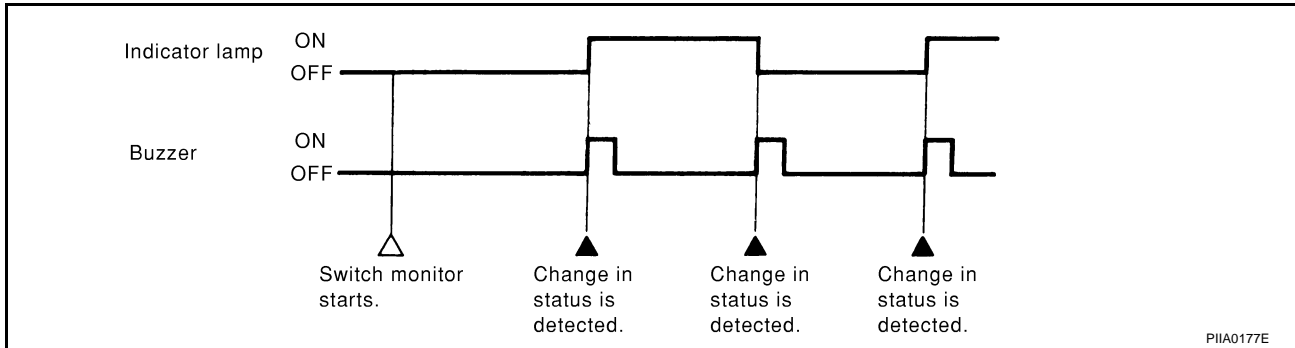 Indicator lamp
ON
OFF
Buzzer
ON
OFF
Switch monitor
starts.
Change in
status is
detected.
Change in
status is
detected.
Change in
status is
detected.
PIIA0177E